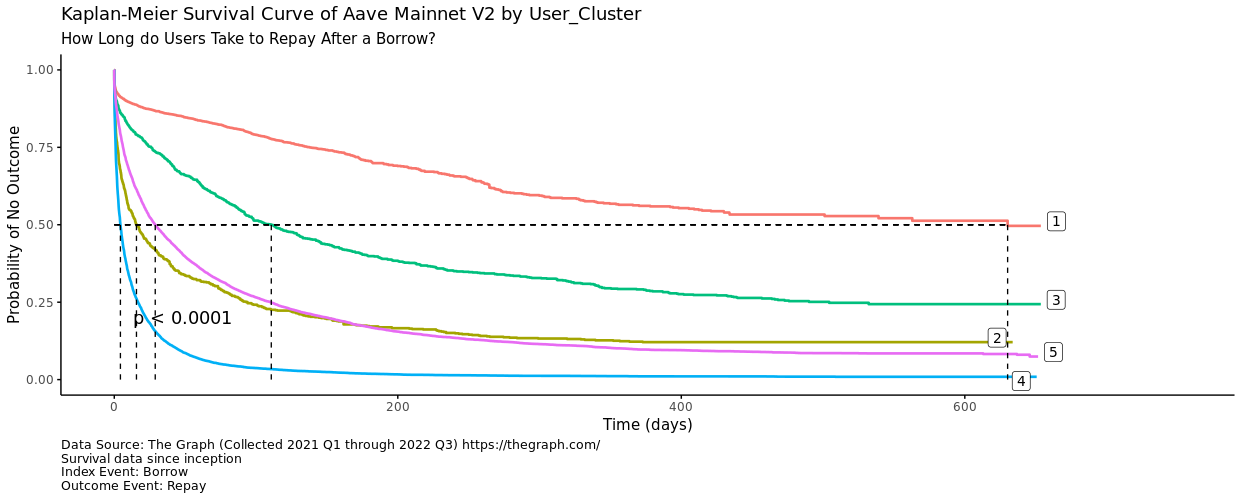 Kaplan-Meier Survival Curve of Aave Mainnet V2 by User_Cluster
How Long do Users Take to Repay After a Borrow?
Probability of No Outcome
1.00
0.75
0.50
0.25
0.00
p < 0.0001
1
3
2
5
4
0
200
400
600
Time (days)
Data Source: The Graph (Collected 2021 Q1 through 2022 Q3) https://thegraph.com/
Survival data since inception
Index Event: Borrow
Outcome Event: Repay